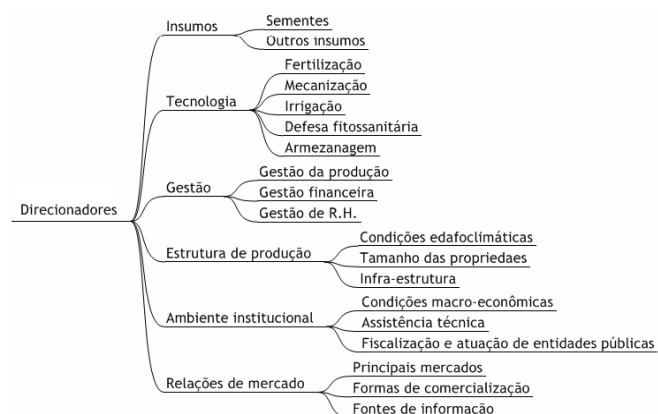 Direcionadores
Insumos
Sementes
Outros insumos
Tecnologia
Fertilização
Mecanização
Irrigação
Defesa fitossanitária
Armezanagem
Gestão
Gestão da produção
Gestão financeira
Gestão de R.H.
Estrutura de produção
Condições edafoclimáticas
Tamanho das propriedaes
Infra-estrutura
Ambiente institucional
Condições macro-econômicas
Assistência técnica
Fiscalização e atuação de entidades públicas
Relações de mercado
Principais mercados
Formas de comercialização
Fontes de informação